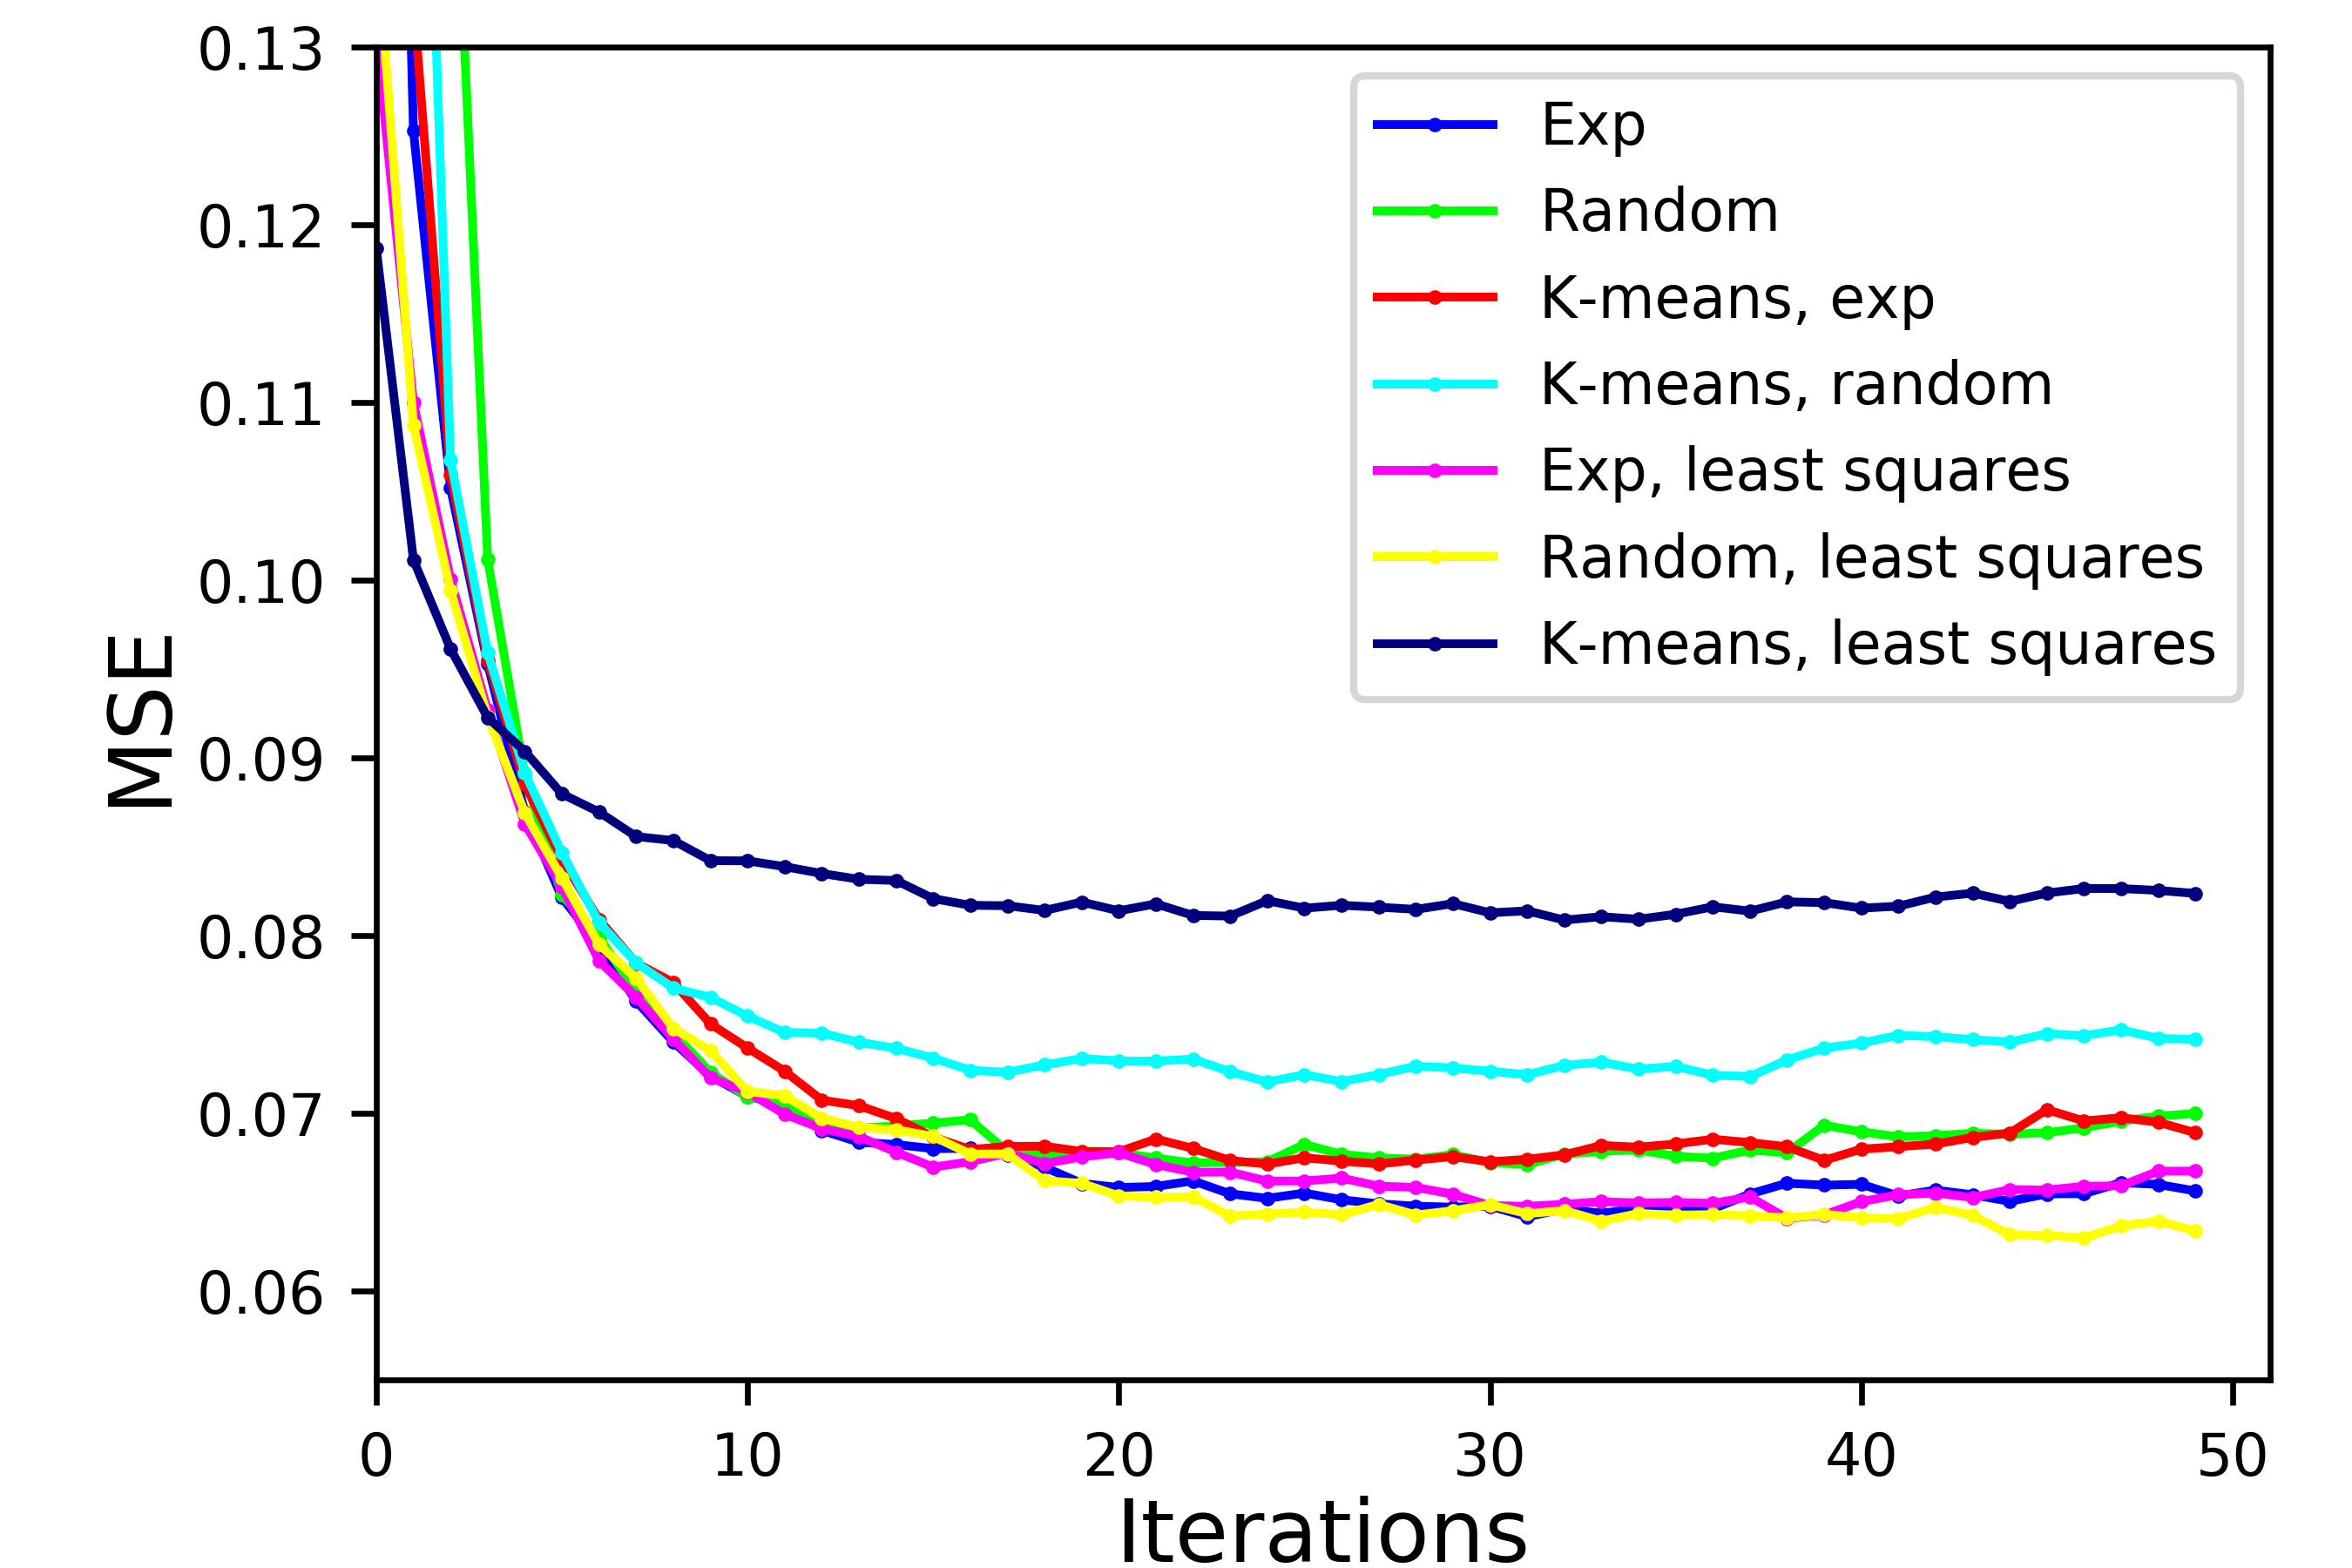 0.13
0.12
0.11
0.10
0.09
0.08
0.07
0.06
MSE
Exp
Random
K-means, exp
K-means, random
Exp, least squares
Random, least squares
K-means, least squares
0 10 20 30 40 50
Iterations